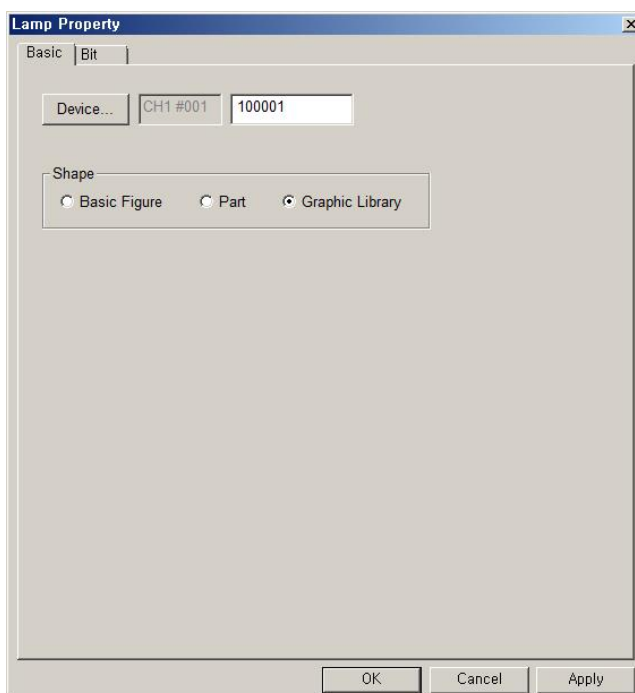 Lamp Property
Basic Bit
Device... CH1 #001 100001
Shape
Basic Figure Part Graphic Library
OK Cancel Apply